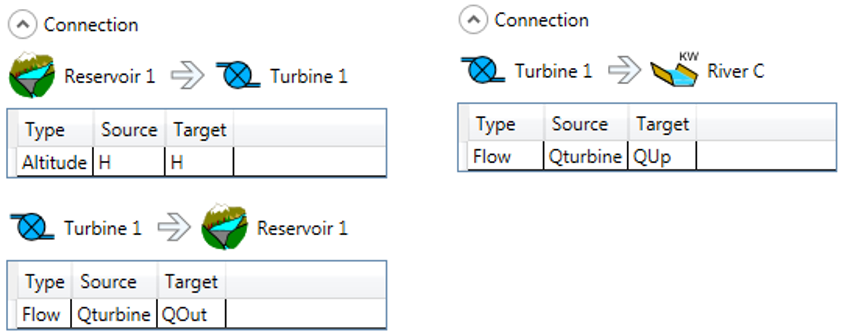 Connection
Reservoir 1 Turbine 1
Type Source Target
Altitude H H
Turbine 1 Reservoir 1
Type Source Target
Flow Qturbine QOut
Connection
Turbine 1 KW River C
Type Source Target
Flow Qturbine QUp